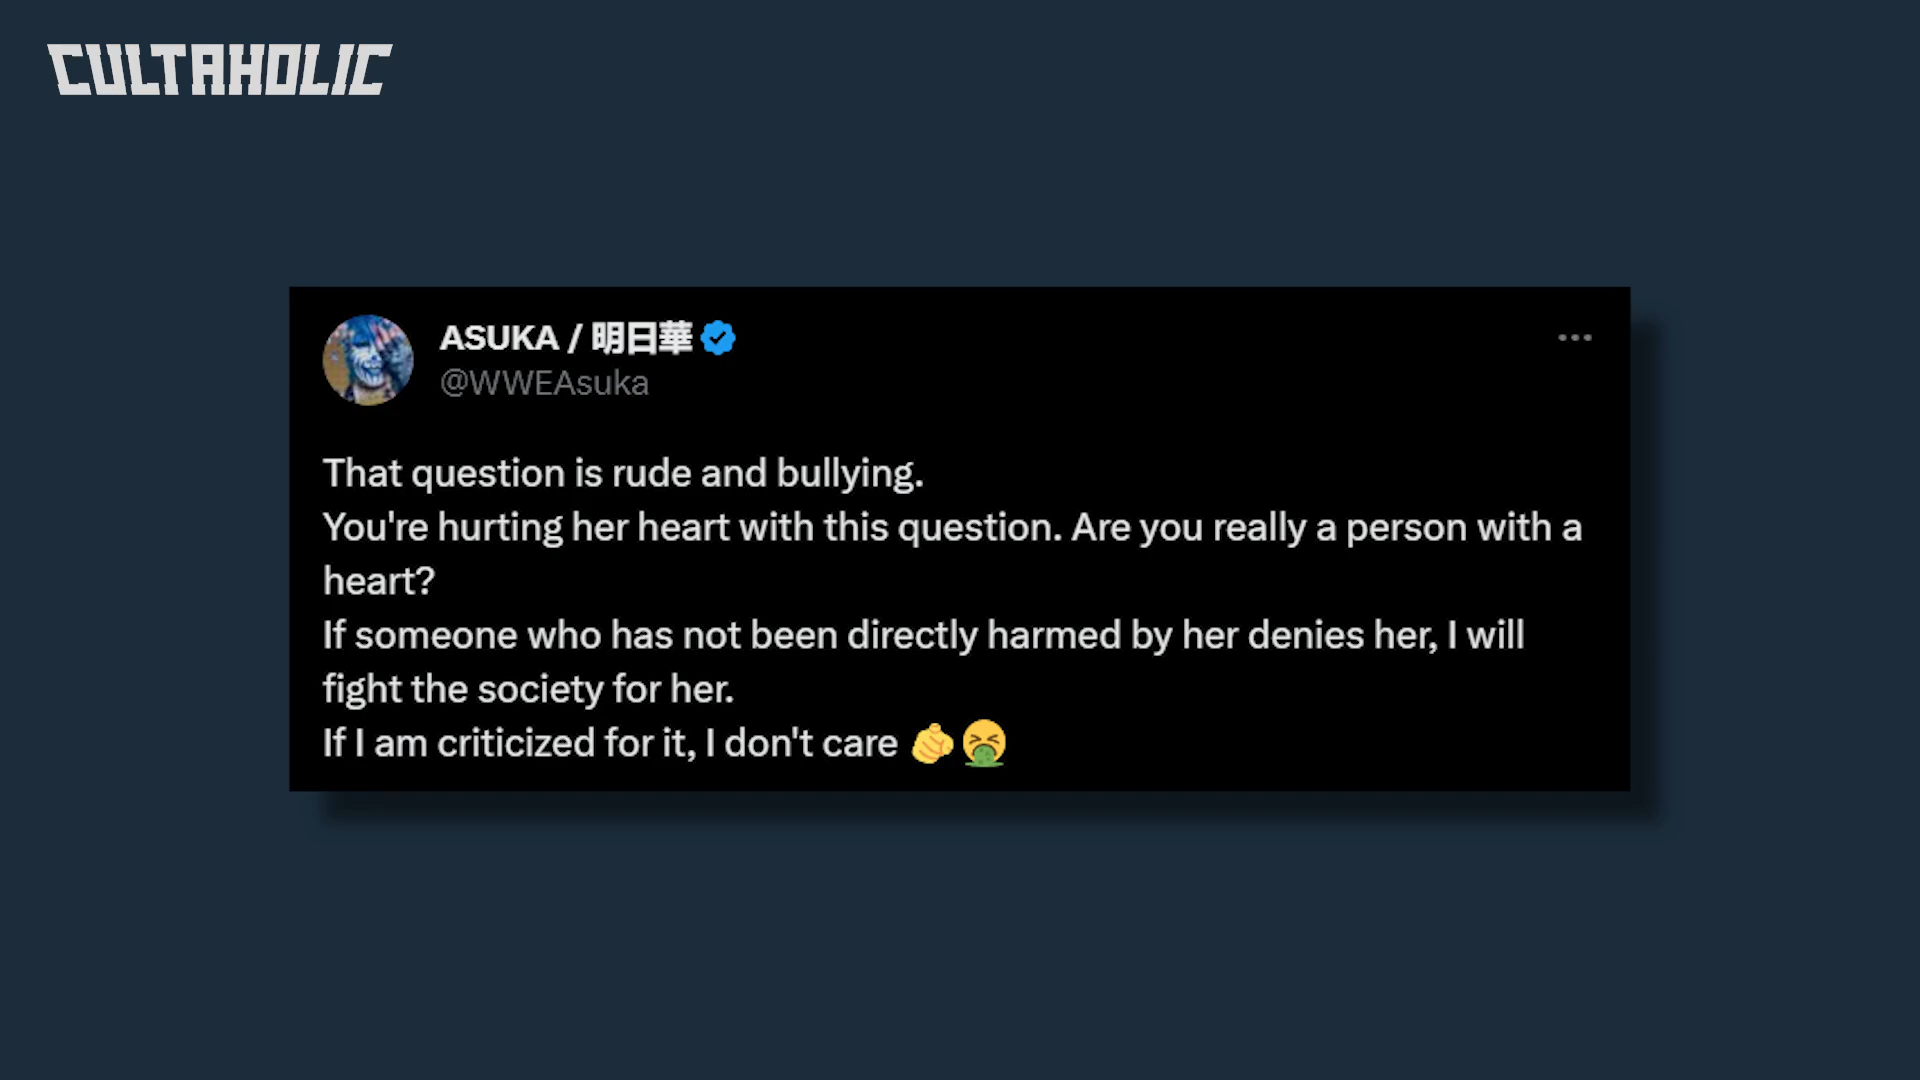 CULTAHOLIC
ASUKA / 明日華
@WWEAsuka
That question is rude and bullying.
You're hurting her heart with this question. Are you really a person with a
heart?
If someone who has not been directly harmed by her denies her, I will
fight the society for her.
If I am criticized for it, I don't care 🫵🤮